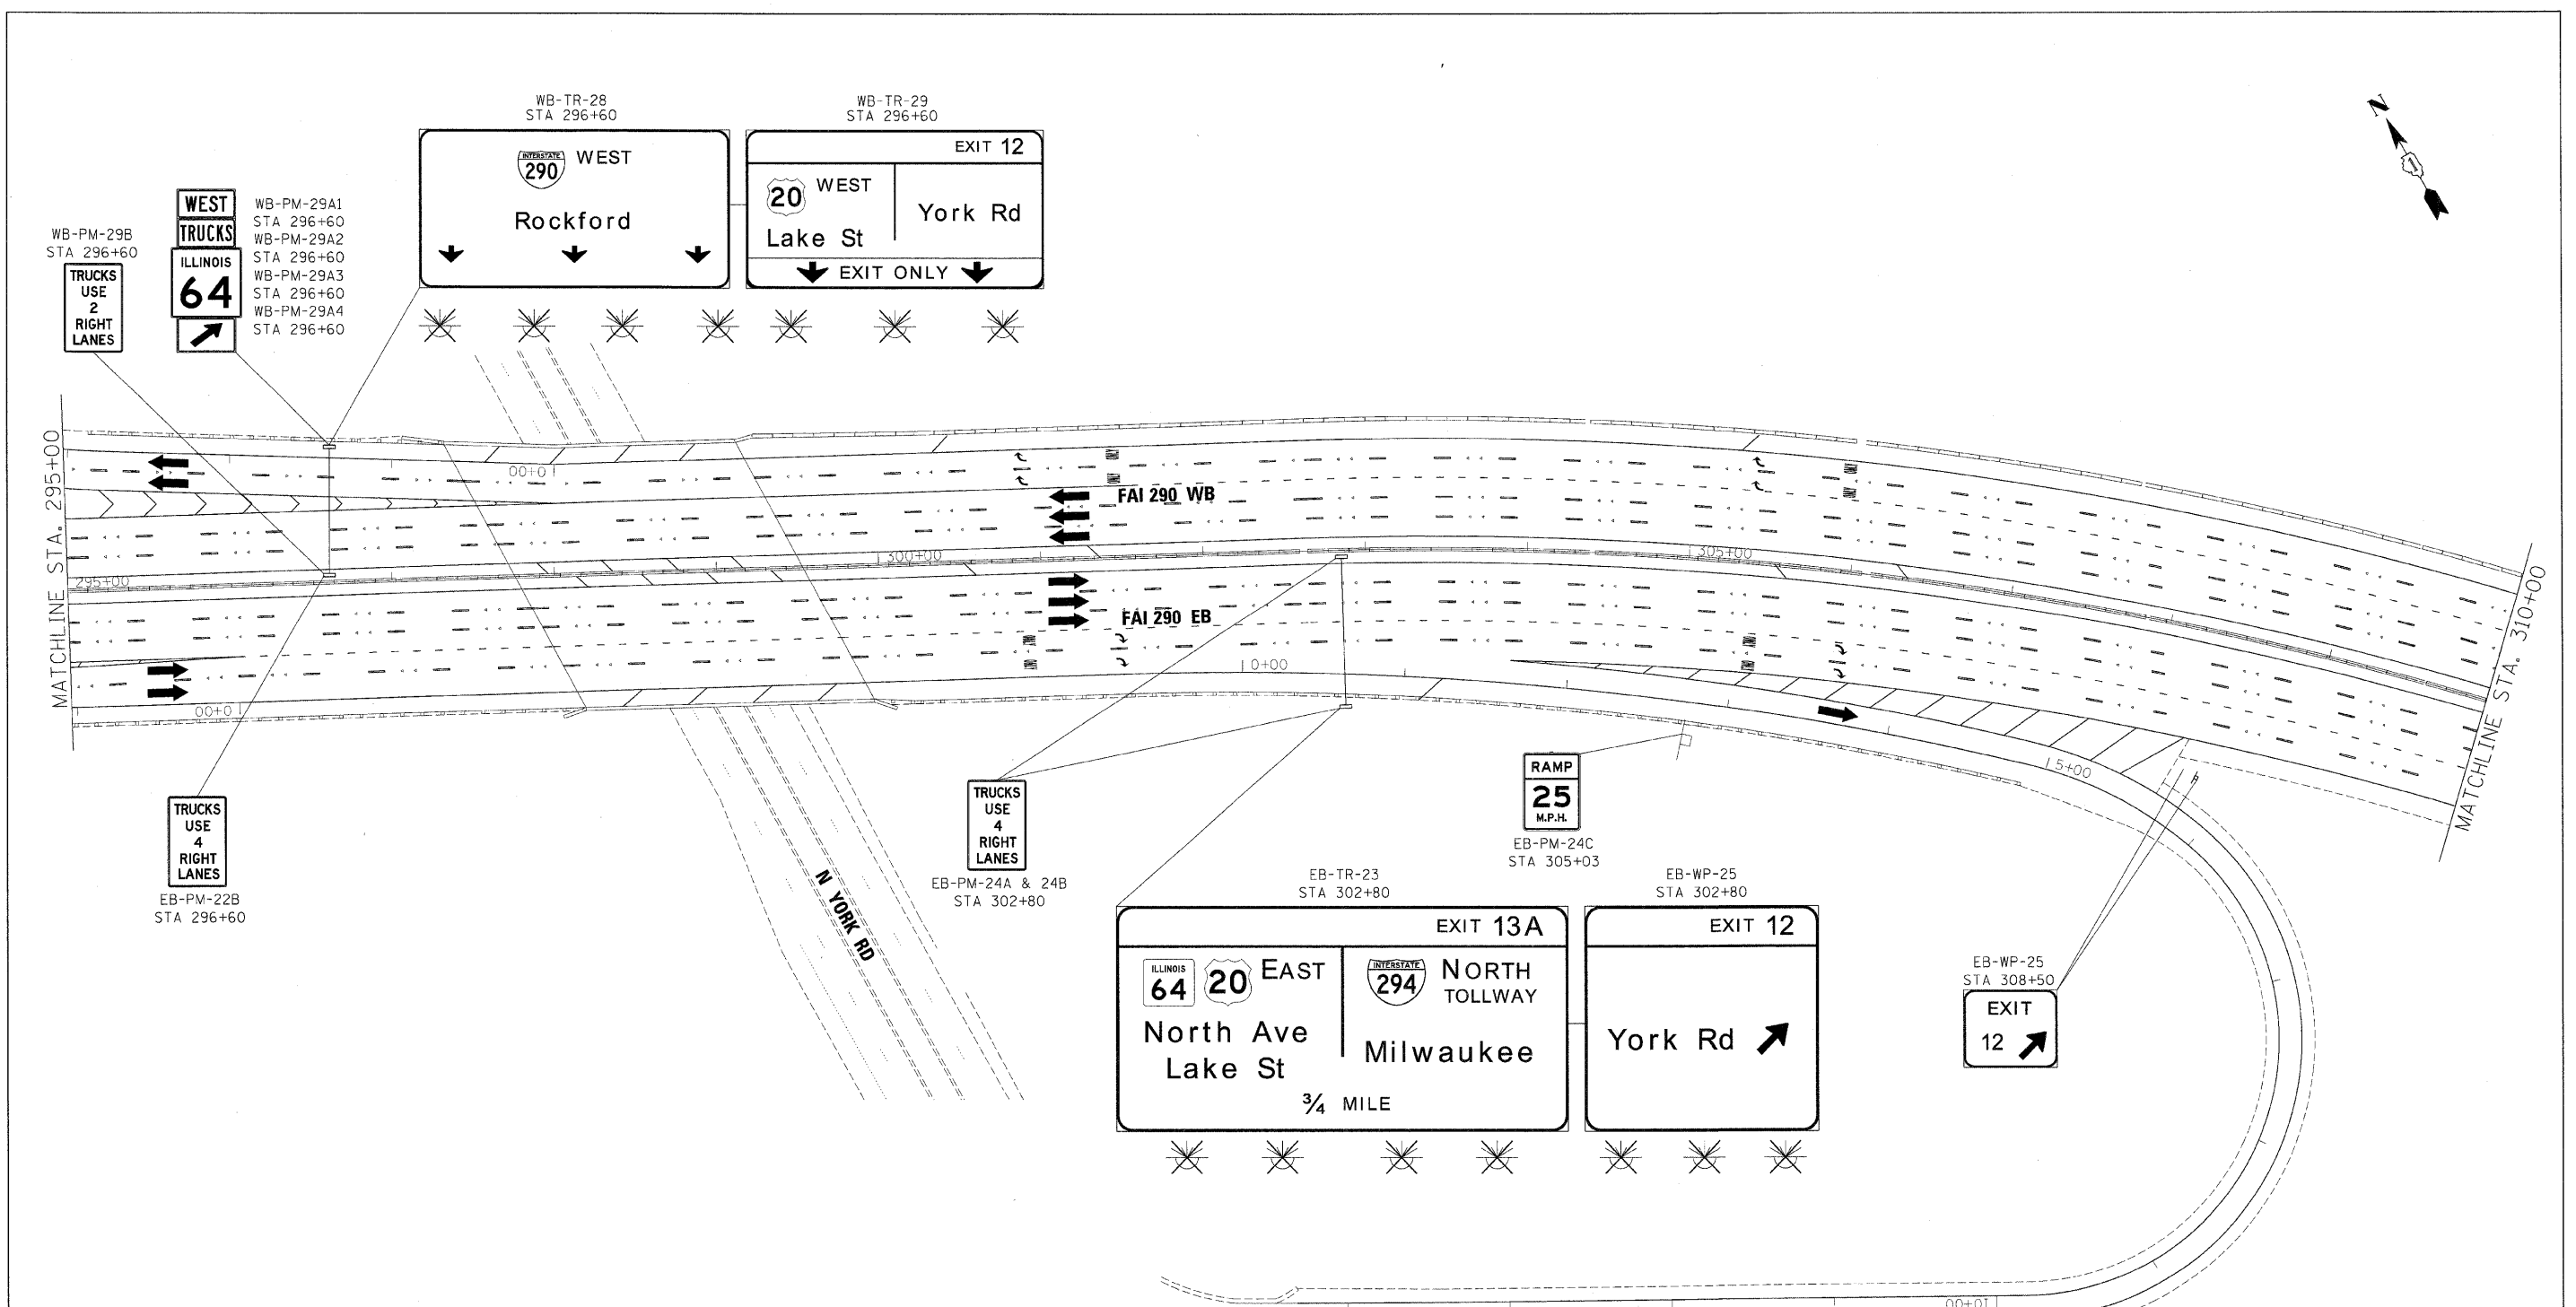 WB-TR-28
STA 296+60
WB-TR-29
STA 296+60
INTERSTATE
290
WEST
Rockford
EXIT 12
20
WEST
Lake St
York Rd
EXIT ONLY
WB-PM-29B
STA 296+60
TRUCKS
USE
2
RIGHT
LANES
WEST
TRUCKS
ILLINOIS
64
WB-PM-29A1
STA 296+60
WB-PM-29A2
STA 296+60
WB-PM-29A3
STA 296+60
WB-PM-29A4
STA 296+60
N
1
MATCHLINE STA. 295+00
10+00
FAI 290 WB
295+00
300+00
305+00
FAI 290 EB
0+00
10+00
5+00
MATCHLINE STA. 310+00
TRUCKS
USE
4
RIGHT
LANES
EB-PM-22B
STA 296+60
N YORK RD
TRUCKS
USE
4
RIGHT
LANES
EB-PM-24A & 24B
STA 302+80
RAMP
25
M.P.H.
EB-PM-24C
STA 305+03
EB-TR-23
STA 302+80
EB-WP-25
STA 302+80
EXIT 13A
ILLINOIS
64
20
EAST
North Ave
Lake St
INTERSTATE
294
NORTH
TOLLWAY
Milwaukee
3/4 MILE
EXIT 12
York Rd
EB-WP-25
STA 308+50
EXIT
12
10+00